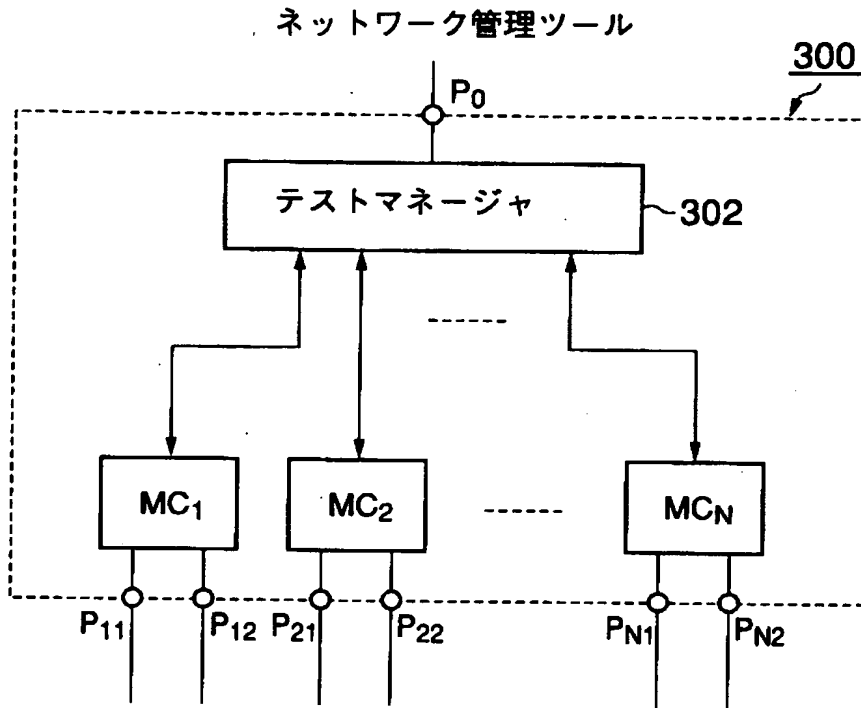 ネットワーク管理ツール
300
P0
テストマネージャ
302
MC1
MC2
MCN
P11
P12
P21
P22
PN1
PN2